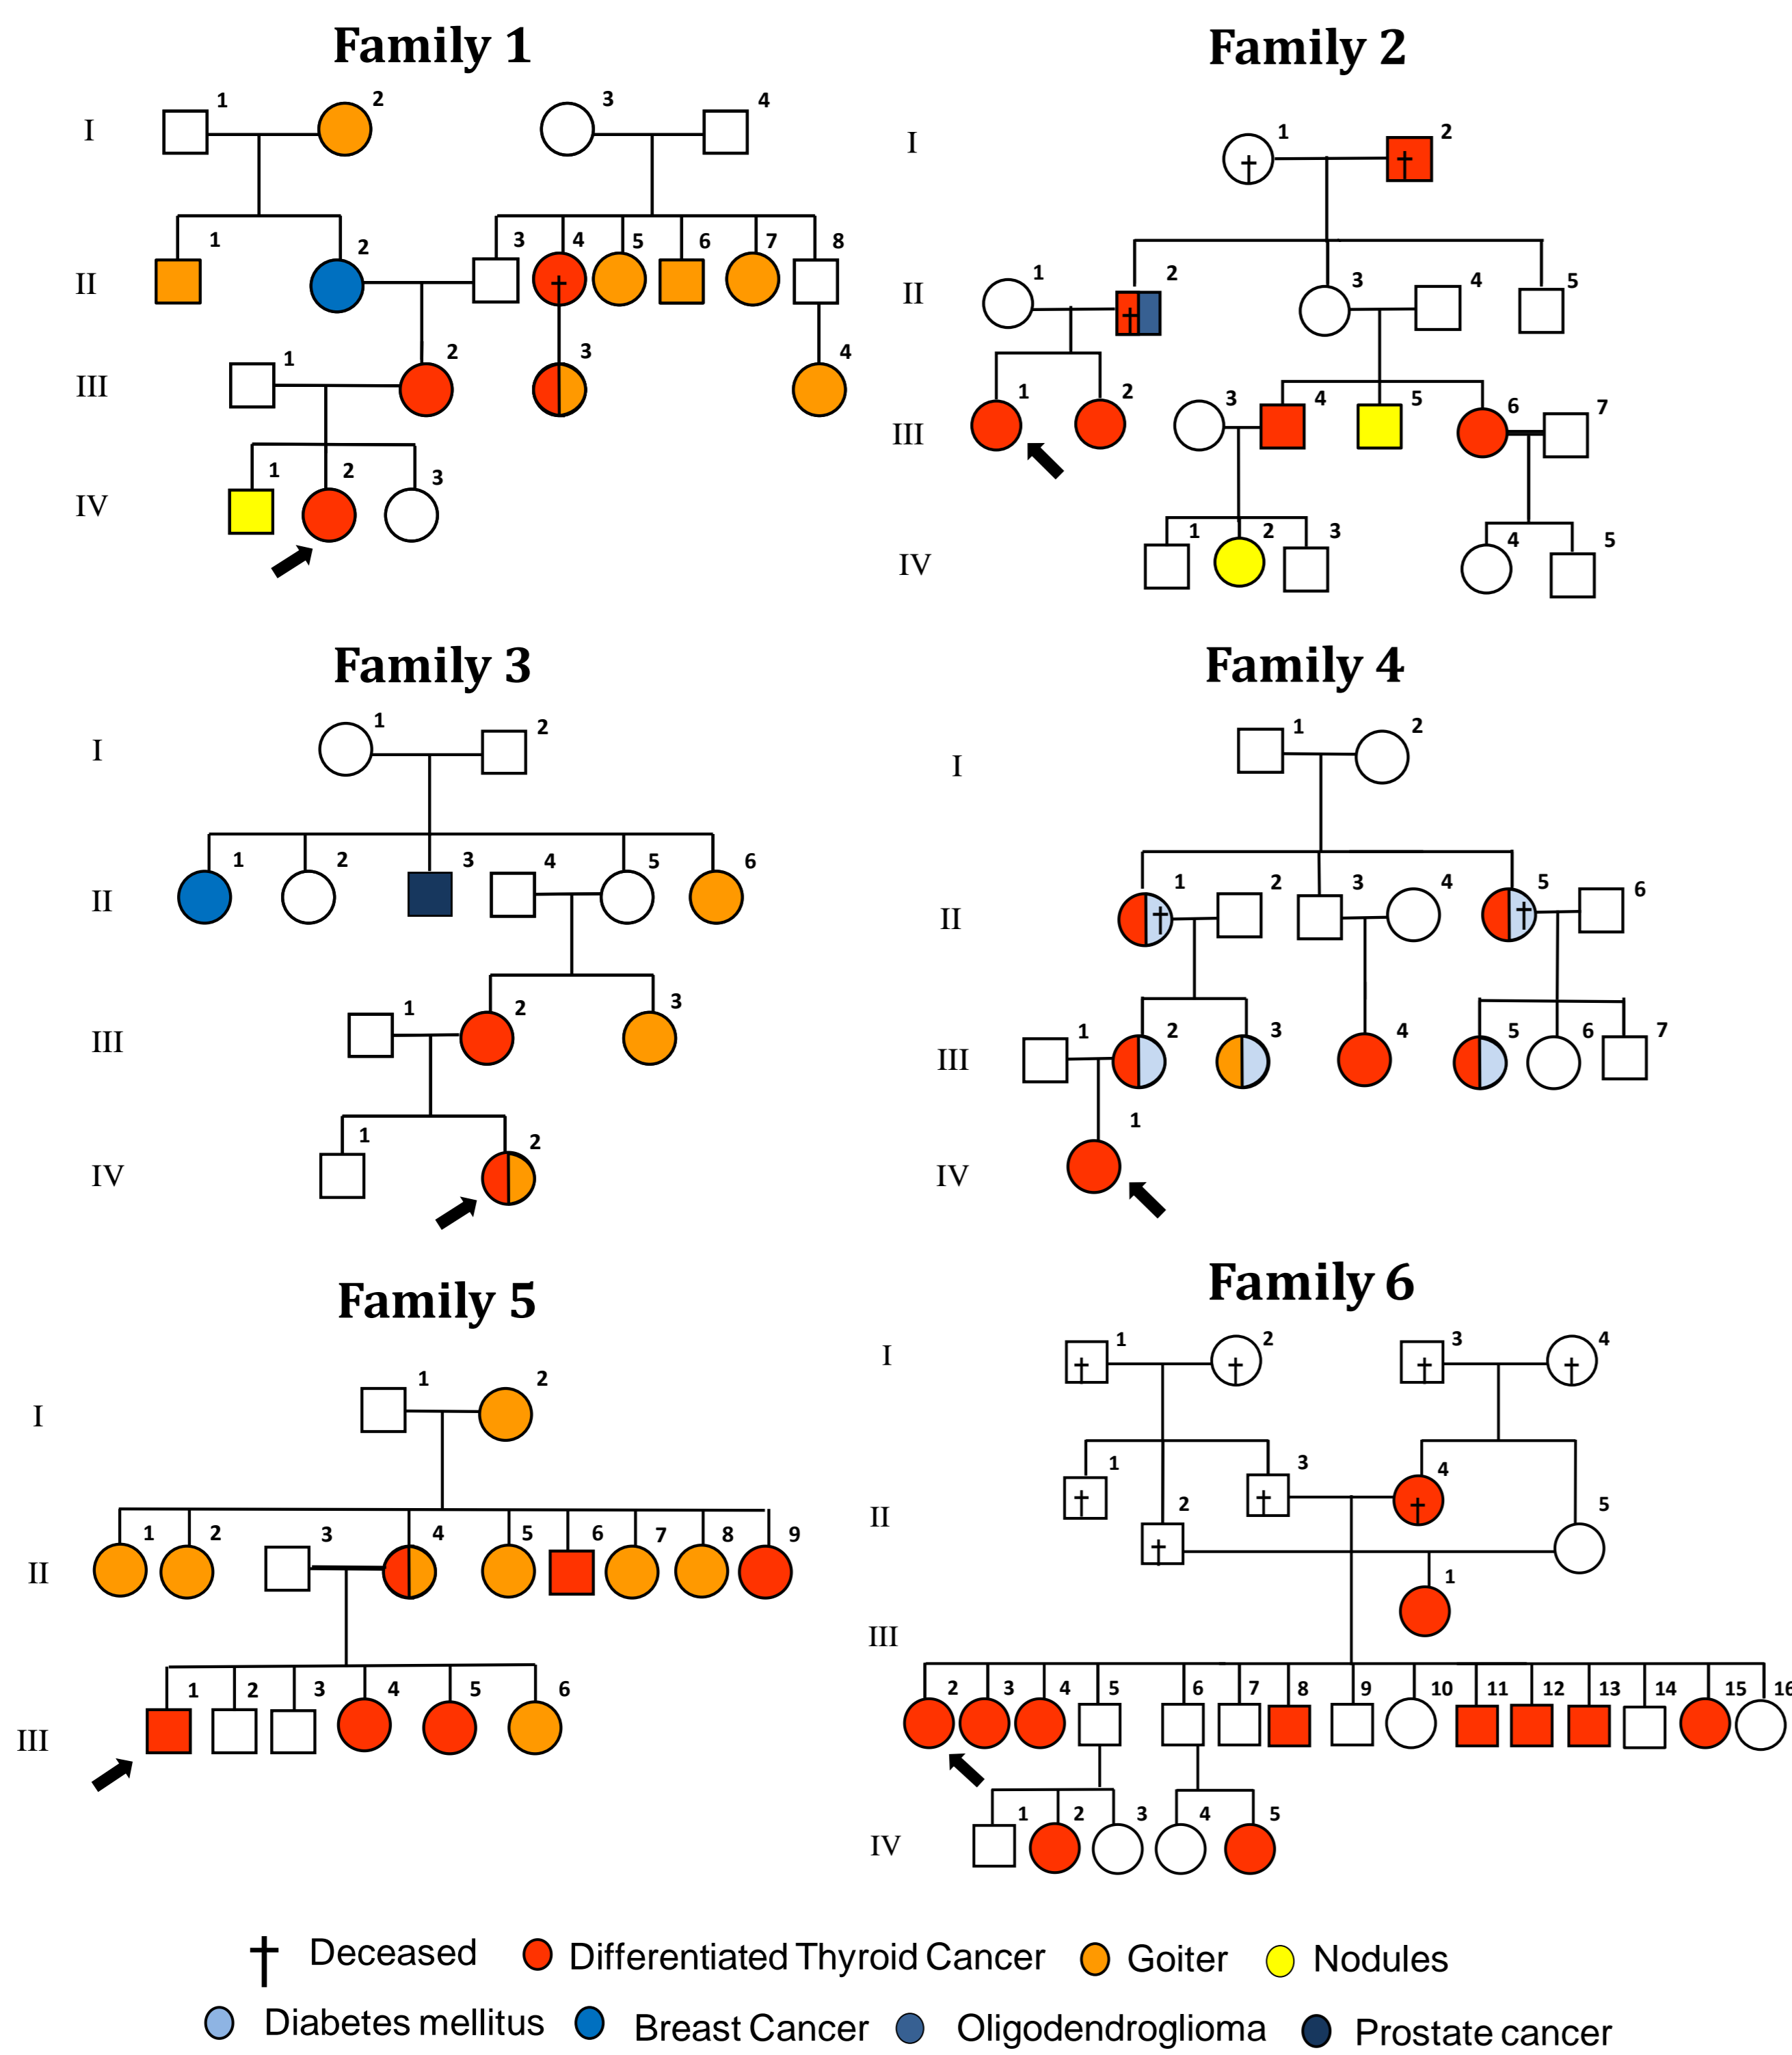 Family 1
I
1 2 3 4
II
1 2 3 4 5 6 7 8
III
1 2 3 4
IV
1 2 3
Family 2
I
1 2
II
1 2 3 4 5
III
1 2 3 4 5 6 7
IV
1 2 3 4 5
Family 3
I
1 2
II
1 2 3 4 5 6
III
1 2 3
IV
1 2
Family 4
I
1 2
II
1 2 3 4 5 6
III
1 2 3 4 5 6 7
IV
1
Family 5
I
1 2
II
1 2 3 4 5 6 7 8 9
III
1 2 3 4 5 6
Family 6
I
1 2 3 4
II
1 2 3 4 5
III
1
2 3 4 5 6 7 8 9 10 11 12 13 14 15 16
IV
1 2 3 4 5
† Deceased Differentiated Thyroid Cancer Goiter Nodules
Diabetes mellitus Breast Cancer Oligodendroglioma Prostate cancer